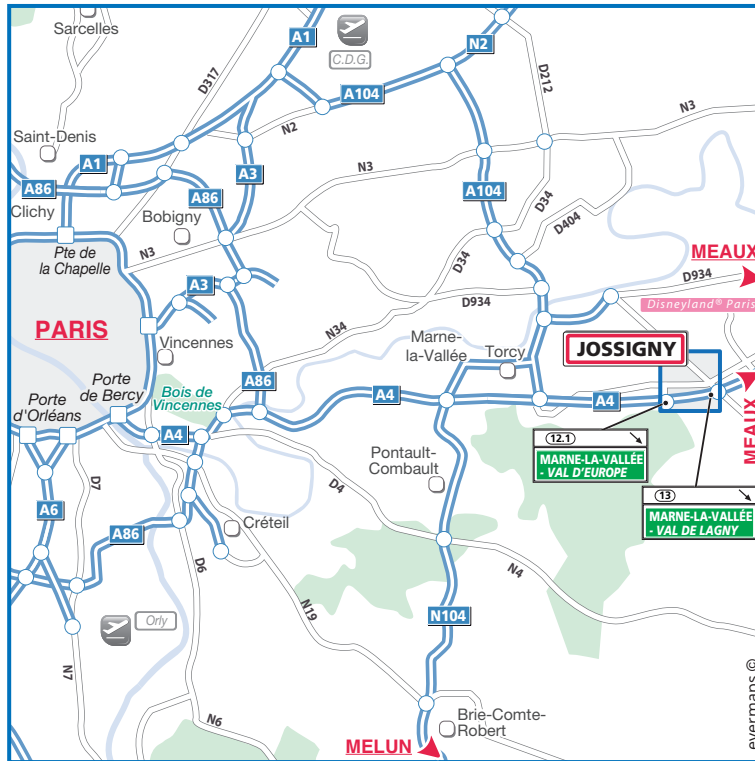 Sarcelles
A1
C.D.G.
N2
D317
A104
D212
N3
N2
Saint-Denis
A1
A3
N3
A86
A86
A104
D34
Clichy
Bobigny
D404
Pte de
la Chapelle
N3
D34
MEAUX
A3
D934
D934
Disneyland® Paris
PARIS
N34
Marne-
la-Vallée
Torcy
JOSSIGNY
Vincennes
Porte
de Bercy
Bois de
Vincennes
A86
A4
A4
MEAUX
Porte
d'Orléans
A4
12.1
MARNE-LA-VALLÉE
- VAL D'EUROPE
Pontault-
Combault
D7
D4
13
MARNE-LA-VALLÉE
- VAL DE LAGNY
A6
A86
Créteil
D6
N4
N19
N104
Orly
N7
N6
Brie-Comte-
Robert
MELUN
evermaps ©